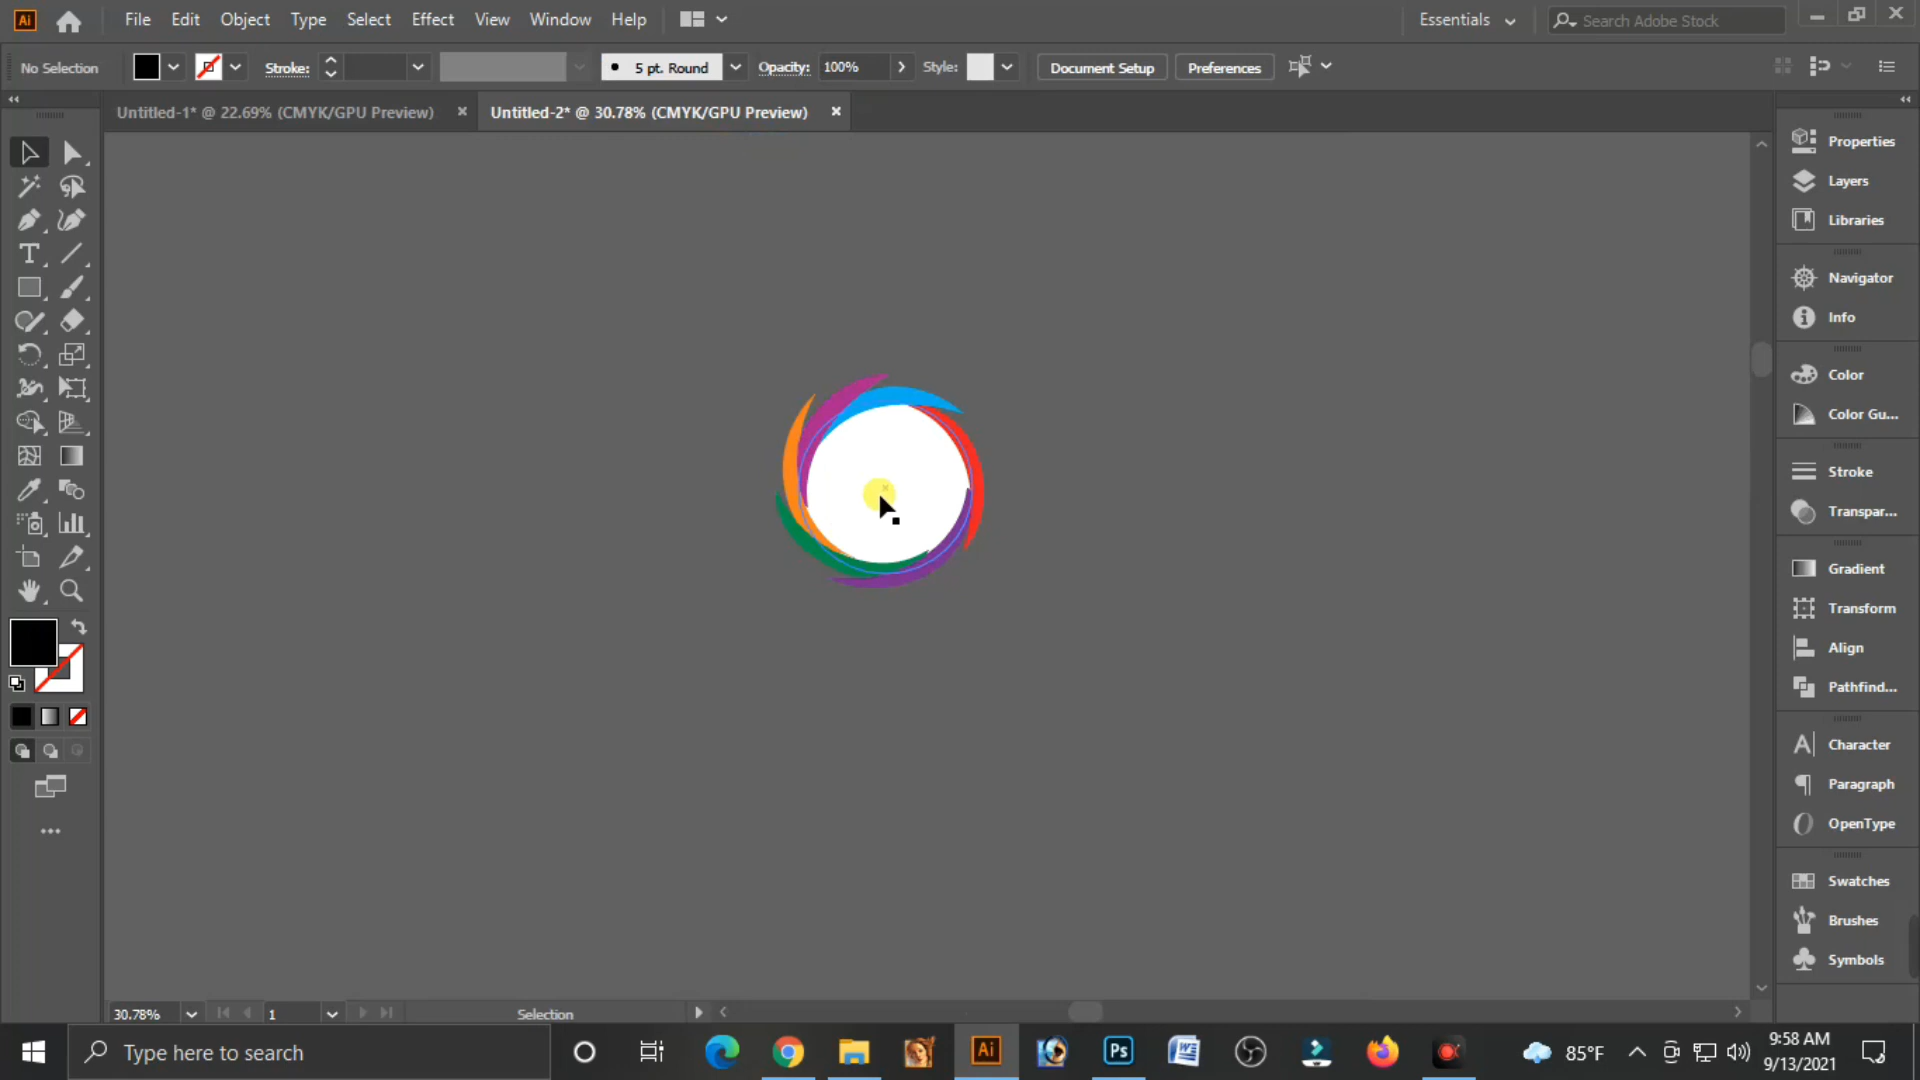 Ai File Edit Object Type Select Effect View Window Help Essentials Search Adobe Stock
No Selection Stroke: 5 pt. Round Opacity: 100% Style: Document Setup Preferences
Untitled-1* @ 22.69% (CMYK/GPU Preview) Untitled-2* @ 30.78% (CMYK/GPU Preview)
Properties
Layers
Libraries
Navigator
Info
Color
Color Gu...
Stroke
Transpar...
Gradient
Transform
Align
Pathfind...
Character
Paragraph
OpenType
Swatches
Brushes
Symbols
30.78% 1 Selection
Type here to search Ai Ps 85°F 9:58 AM
9/13/2021